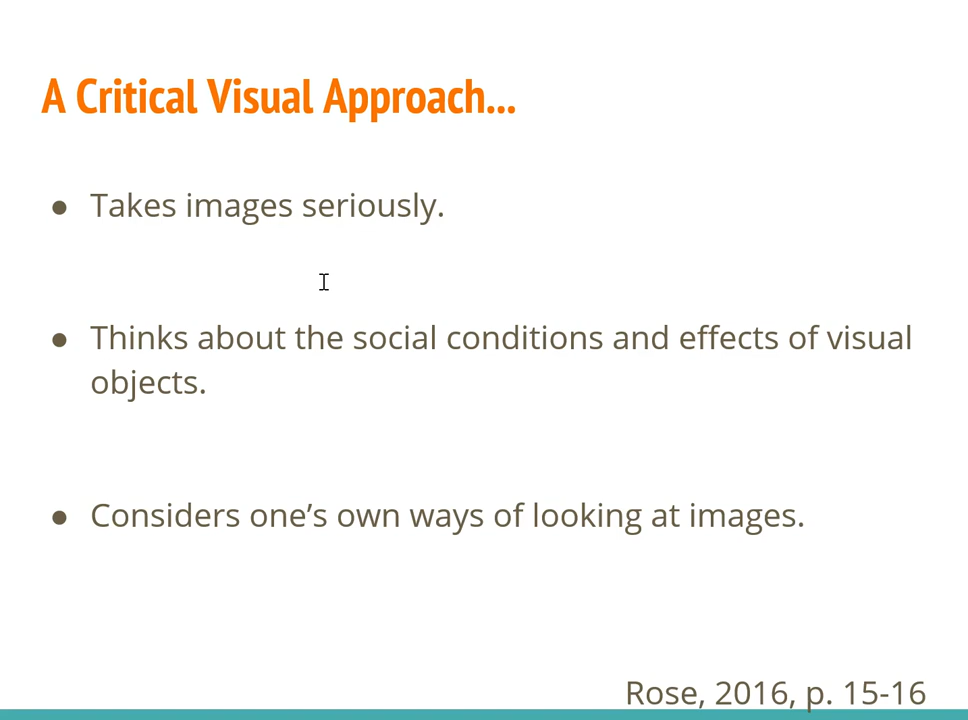 A Critical Visual Approach...
● Takes images seriously.
● Thinks about the social conditions and effects of visual
objects.
● Considers one’s own ways of looking at images.
Rose, 2016, p. 15-16